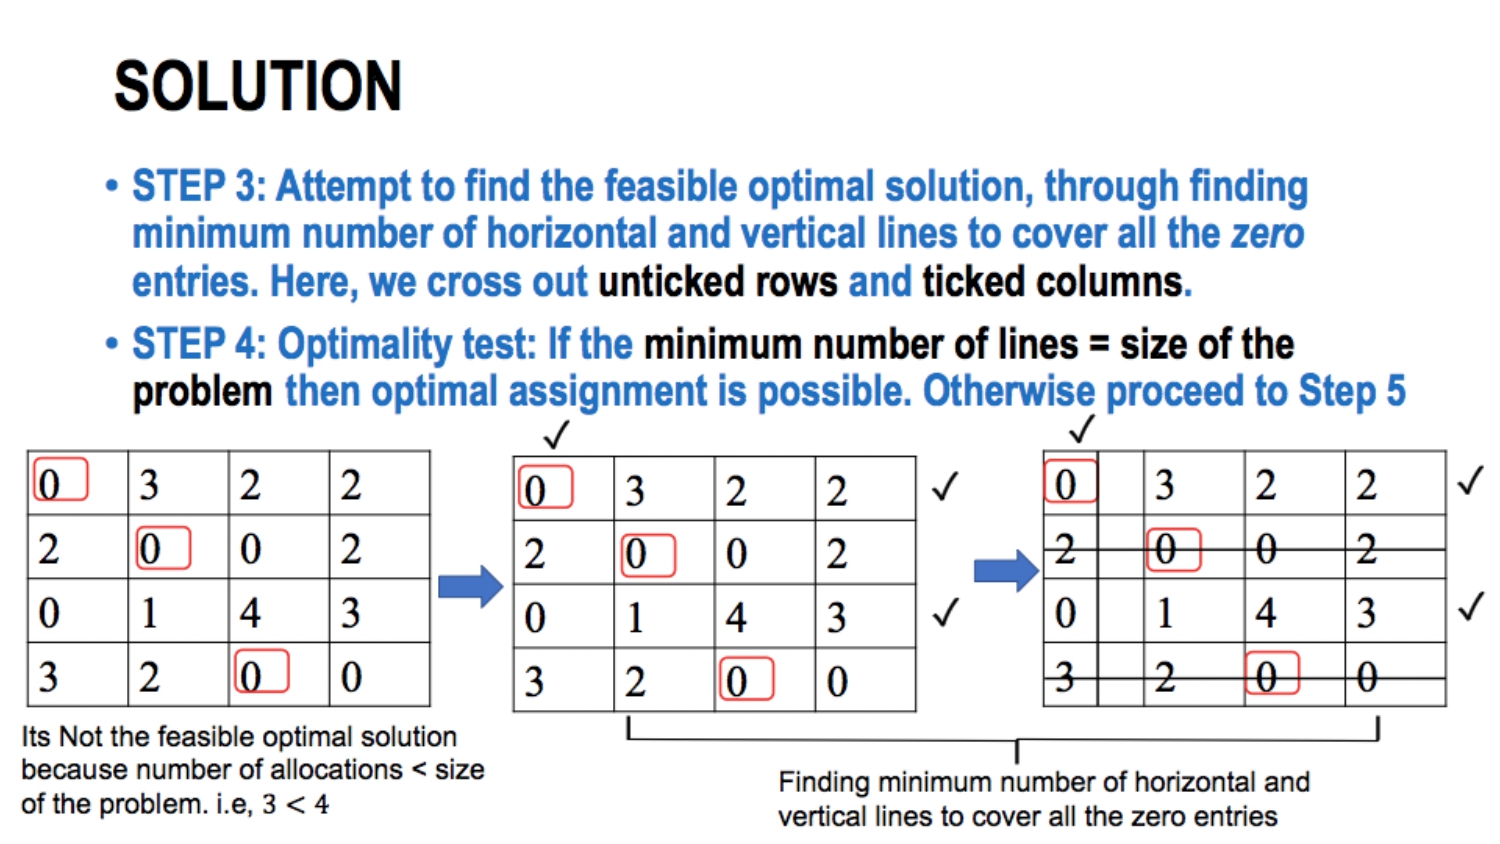 SOLUTION
• STEP 3: Attempt to find the feasible optimal solution, through finding
minimum number of horizontal and vertical lines to cover all the zero
entries. Here, we cross out unticked rows and ticked columns.
• STEP 4: Optimality test: If the minimum number of lines = size of the
problem then optimal assignment is possible. Otherwise proceed to Step 5
0 3 2 2
2 0 0 2
0 1 4 3
3 2 0 0
Its Not the feasible optimal solution
because number of allocations < size
of the problem. i.e, 3 < 4
✓
0 3 2 2 ✓
2 0 0 2
0 1 4 3 ✓
3 2 0 0
✓
0 3 2 2 ✓
2 0 0 2
0 1 4 3 ✓
3 2 0 0
Finding minimum number of horizontal and
vertical lines to cover all the zero entries